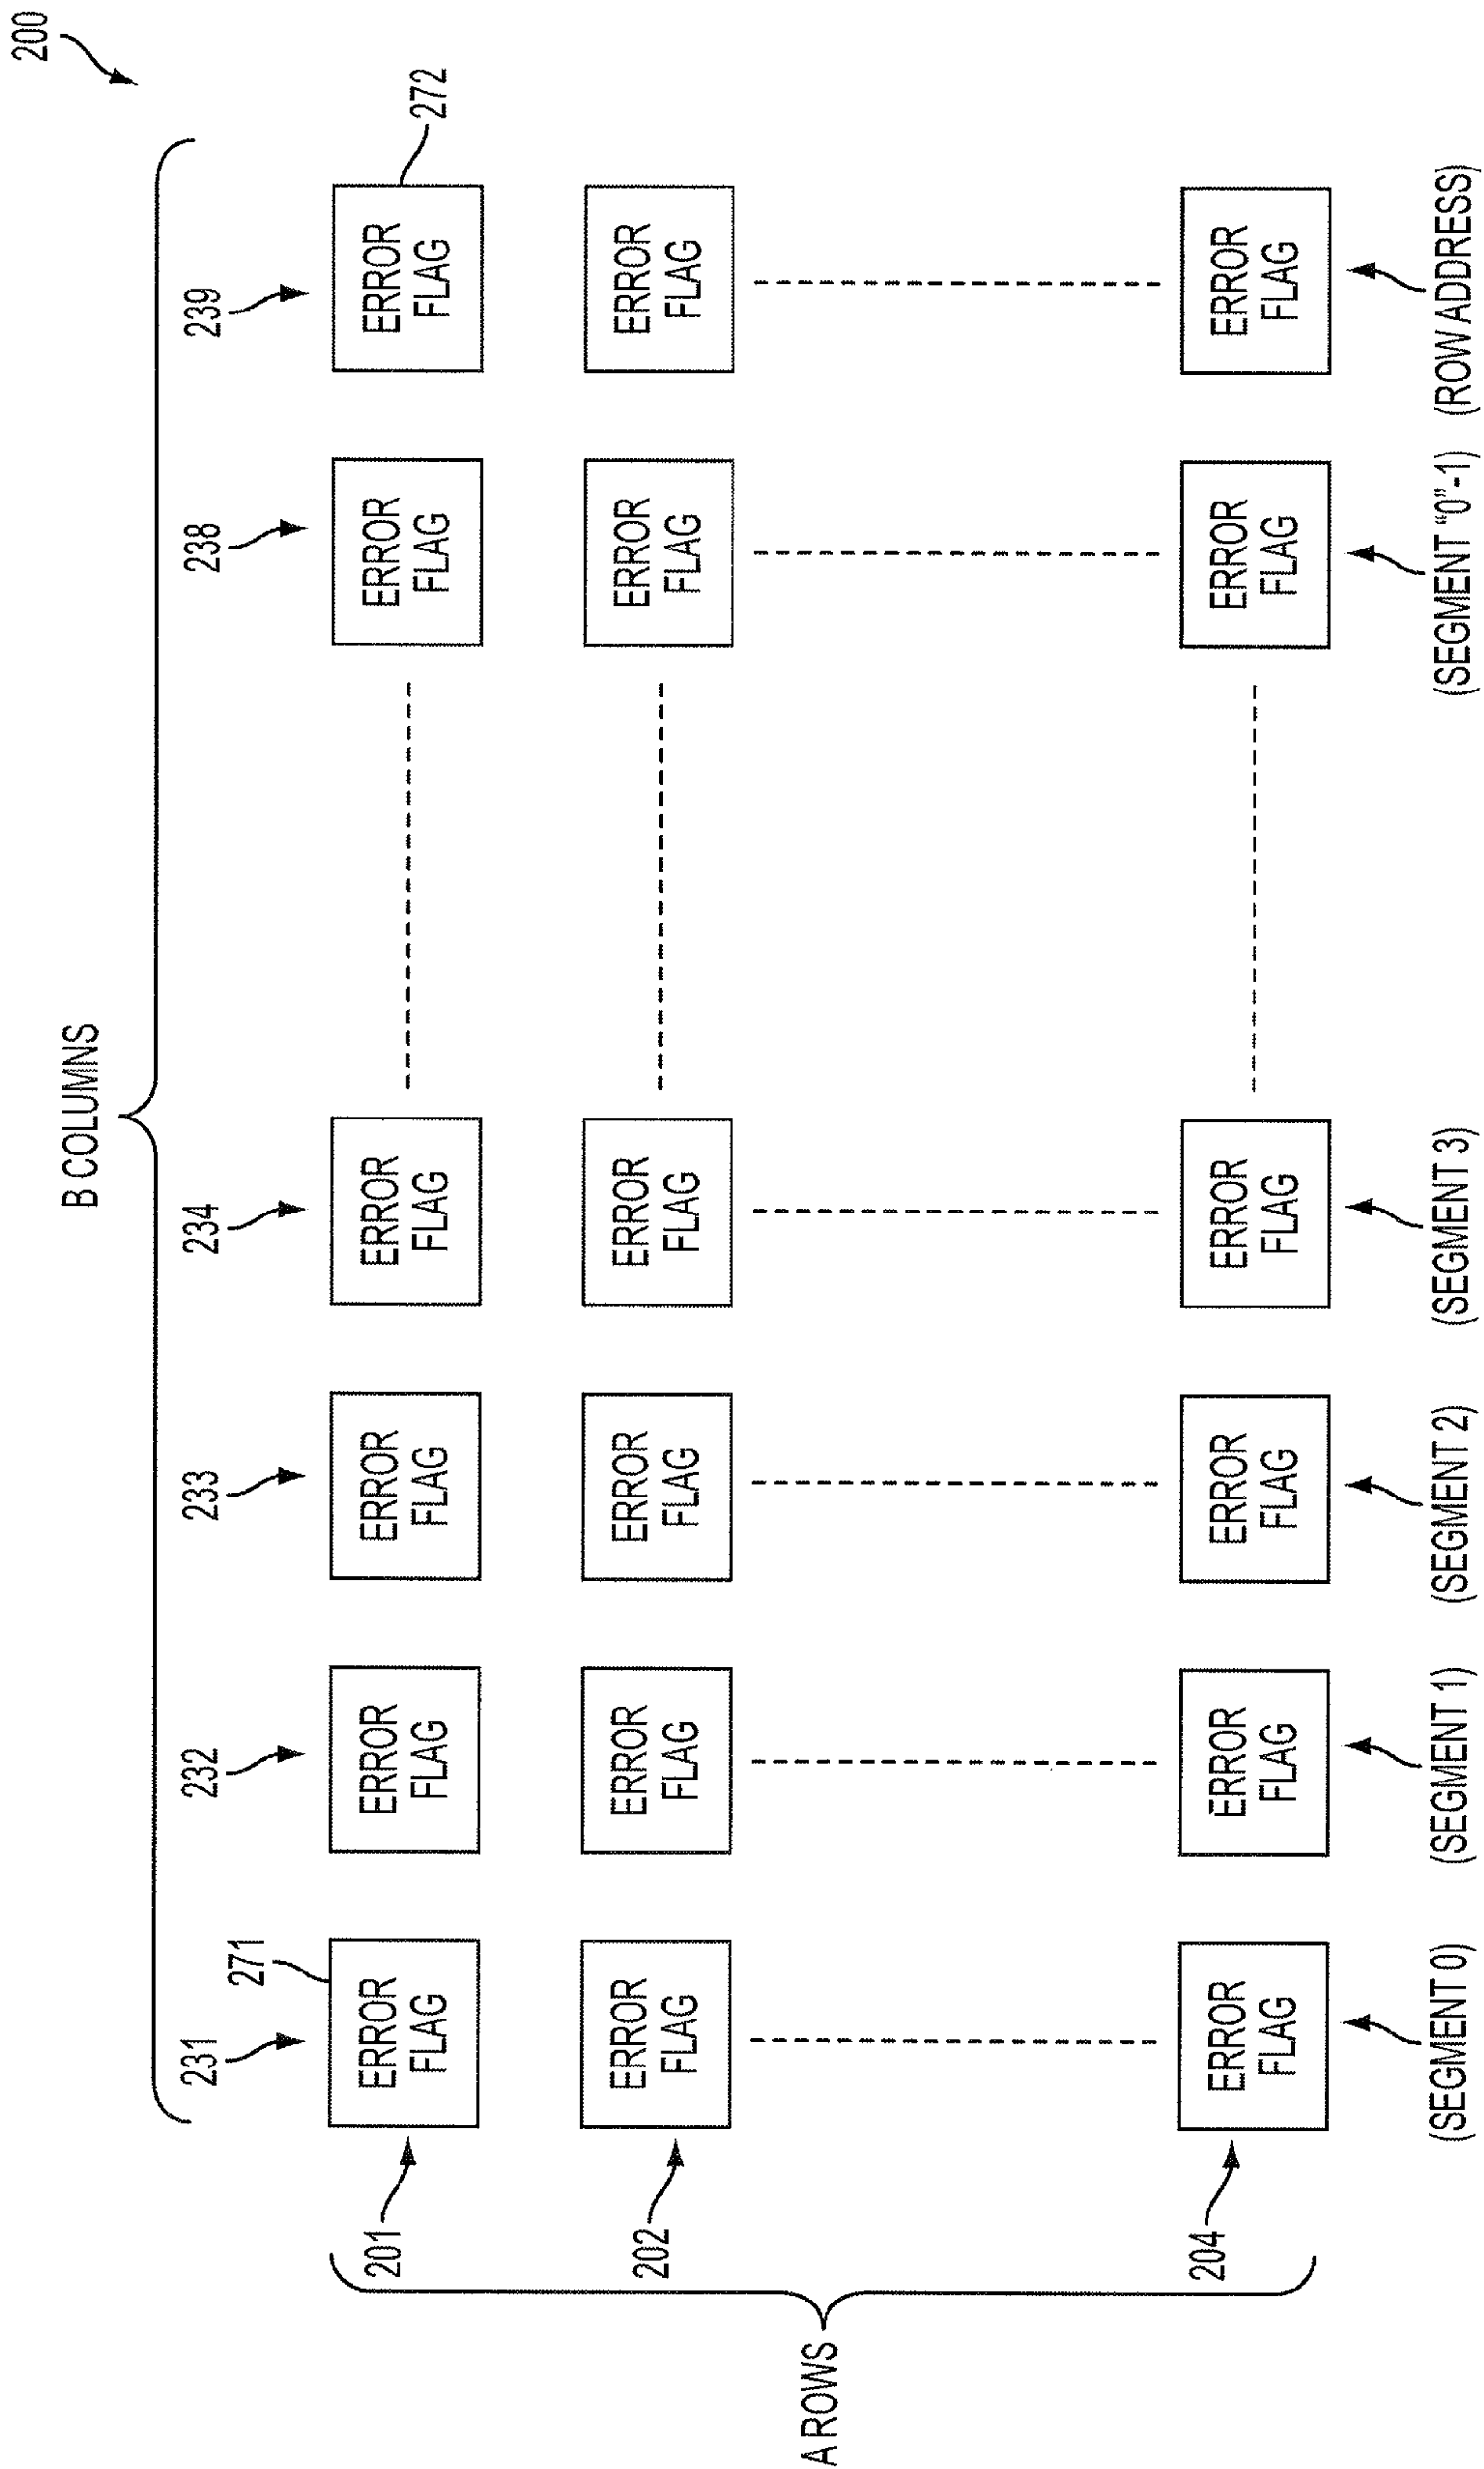 200
B COLUMNS
231
232
233
234
238
239
271
272
201
ERROR
FLAG
ERROR
FLAG
ERROR
FLAG
ERROR
FLAG
ERROR
FLAG
ERROR
FLAG
A ROWS
202
ERROR
FLAG
ERROR
FLAG
ERROR
FLAG
ERROR
FLAG
ERROR
FLAG
ERROR
FLAG
204
ERROR
FLAG
ERROR
FLAG
ERROR
FLAG
ERROR
FLAG
ERROR
FLAG
ERROR
FLAG
(SEGMENT 0)
(SEGMENT 1)
(SEGMENT 2)
(SEGMENT 3)
(SEGMENT "0"-1)
(ROW ADDRESS)